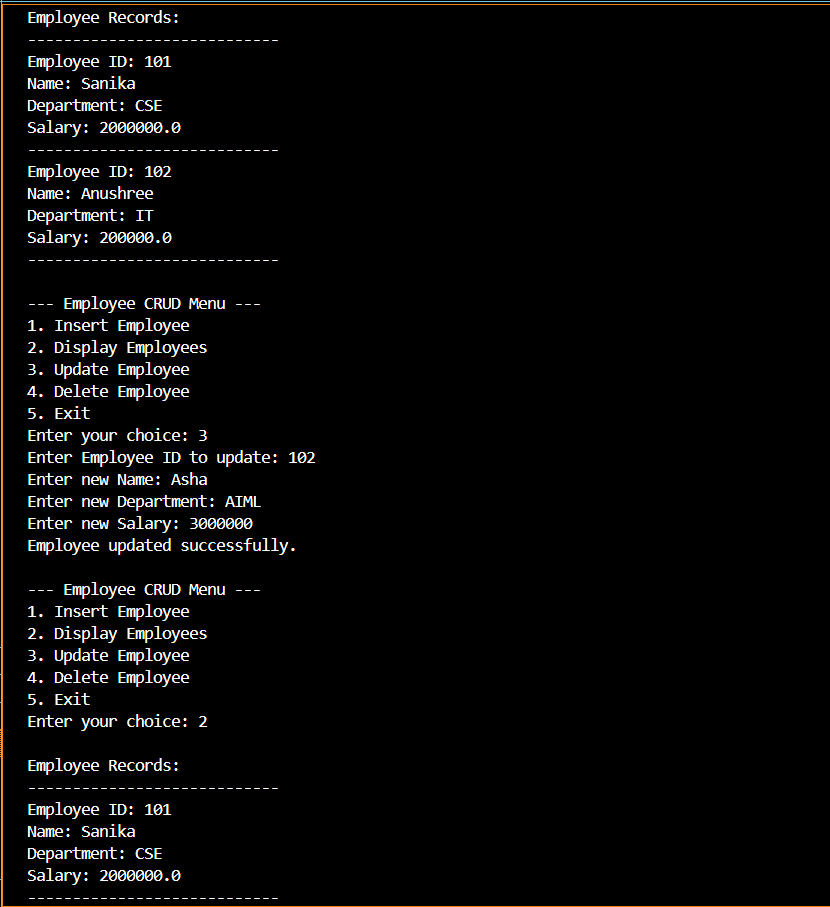 Employee Records:
----------------------------
Employee ID: 101
Name: Sanika
Department: CSE
Salary: 2000000.0
----------------------------
Employee ID: 102
Name: Anushree
Department: IT
Salary: 200000.0
----------------------------
--- Employee CRUD Menu ---
1. Insert Employee
2. Display Employees
3. Update Employee
4. Delete Employee
5. Exit
Enter your choice: 3
Enter Employee ID to update: 102
Enter new Name: Asha
Enter new Department: AIML
Enter new Salary: 3000000
Employee updated successfully.
--- Employee CRUD Menu ---
1. Insert Employee
2. Display Employees
3. Update Employee
4. Delete Employee
5. Exit
Enter your choice: 2
Employee Records:
----------------------------
Employee ID: 101
Name: Sanika
Department: CSE
Salary: 2000000.0
----------------------------